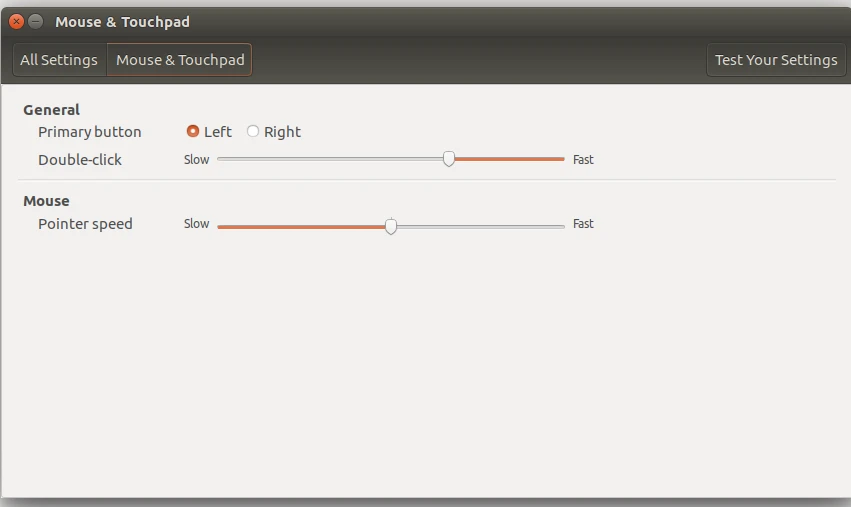 Mouse & Touchpad
All Settings Mouse & Touchpad Test Your Settings
General
Primary button Left Right
Double-click Slow Fast
Mouse
Pointer speed Slow Fast